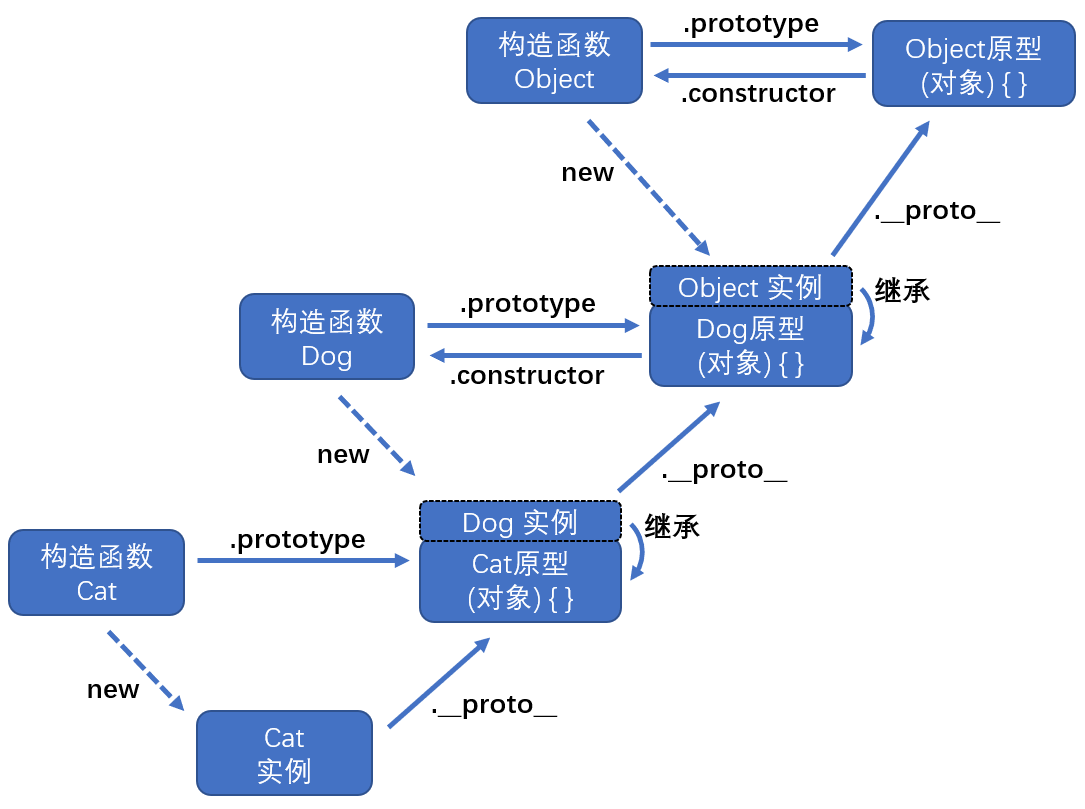 构造函数
Object
.prototype
.constructor
Object原型
(对象) { }
new
.__proto__
Object 实例
继承
Dog原型
(对象) { }
构造函数
Dog
.prototype
.constructor
new
.__proto__
Dog 实例
继承
Cat原型
(对象) { }
构造函数
Cat
.prototype
new
.__proto__
Cat
实例